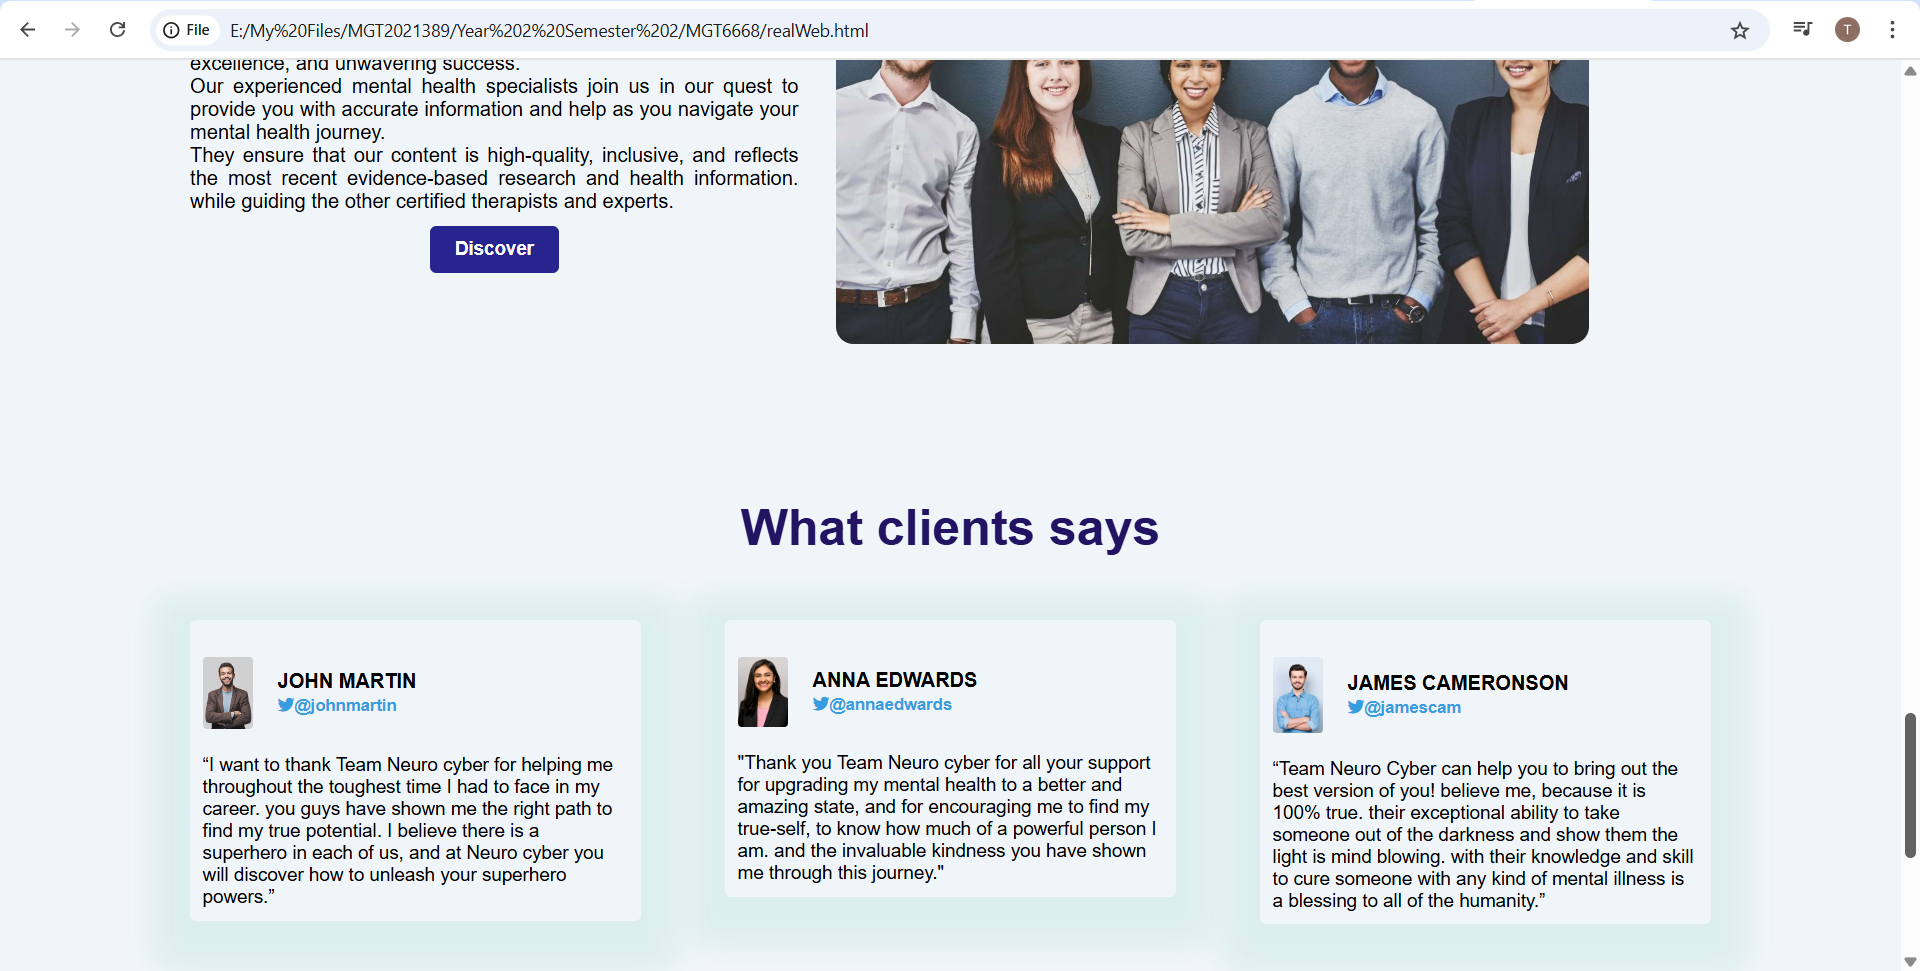 File
E:/My%20Files/MGT2021389/Year%202%20Semester%202/MGT6668/realWeb.html
T
excellence, and unwavering success.
Our experienced mental health specialists join us in our quest to
provide you with accurate information and help as you navigate your
mental health journey.
They ensure that our content is high-quality, inclusive, and reflects
the most recent evidence-based research and health information.
while guiding the other certified therapists and experts.
Discover
What clients says
JOHN MARTIN
@johnmartin
“I want to thank Team Neuro cyber for helping me
throughout the toughest time I had to face in my
career. you guys have shown me the right path to
find my true potential. I believe there is a
superhero in each of us, and at Neuro cyber you
will discover how to unleash your superhero
powers.”
ANNA EDWARDS
@annaedwards
"Thank you Team Neuro cyber for all your support
for upgrading my mental health to a better and
amazing state, and for encouraging me to find my
true-self, to know how much of a powerful person I
am. and the invaluable kindness you have shown
me through this journey."
JAMES CAMERONSON
@jamescam
“Team Neuro Cyber can help you to bring out the
best version of you! believe me, because it is
100% true. their exceptional ability to take
someone out of the darkness and show them the
light is mind blowing. with their knowledge and skill
to cure someone with any kind of mental illness is
a blessing to all of the humanity.”